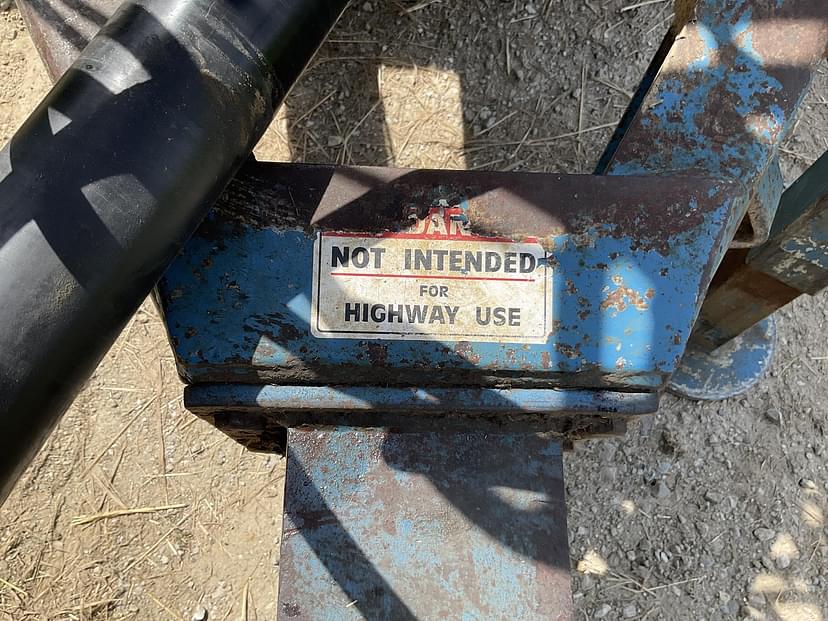 NOT INTENDED
FOR
HIGHWAY USE